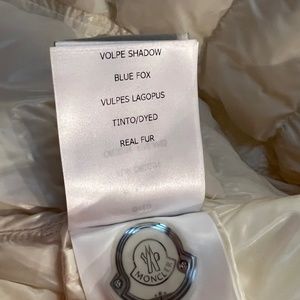 VOLPE SHADOW
BLUE FOX
VULPES LAGOPUS
TINTO/DYED
REAL FUR
MONCLER